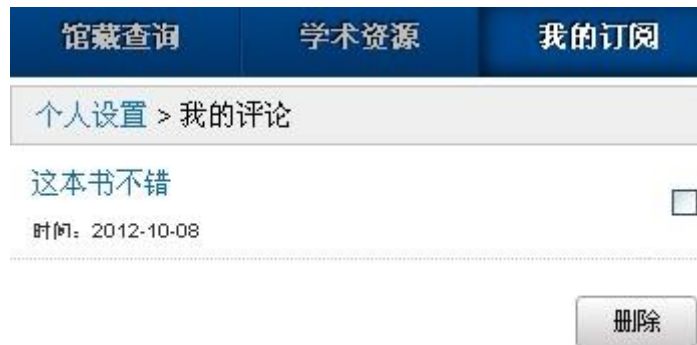 馆藏查询 学术资源 我的订阅
个人设置 > 我的评论
这本书不错
时间：2012-10-08
删除